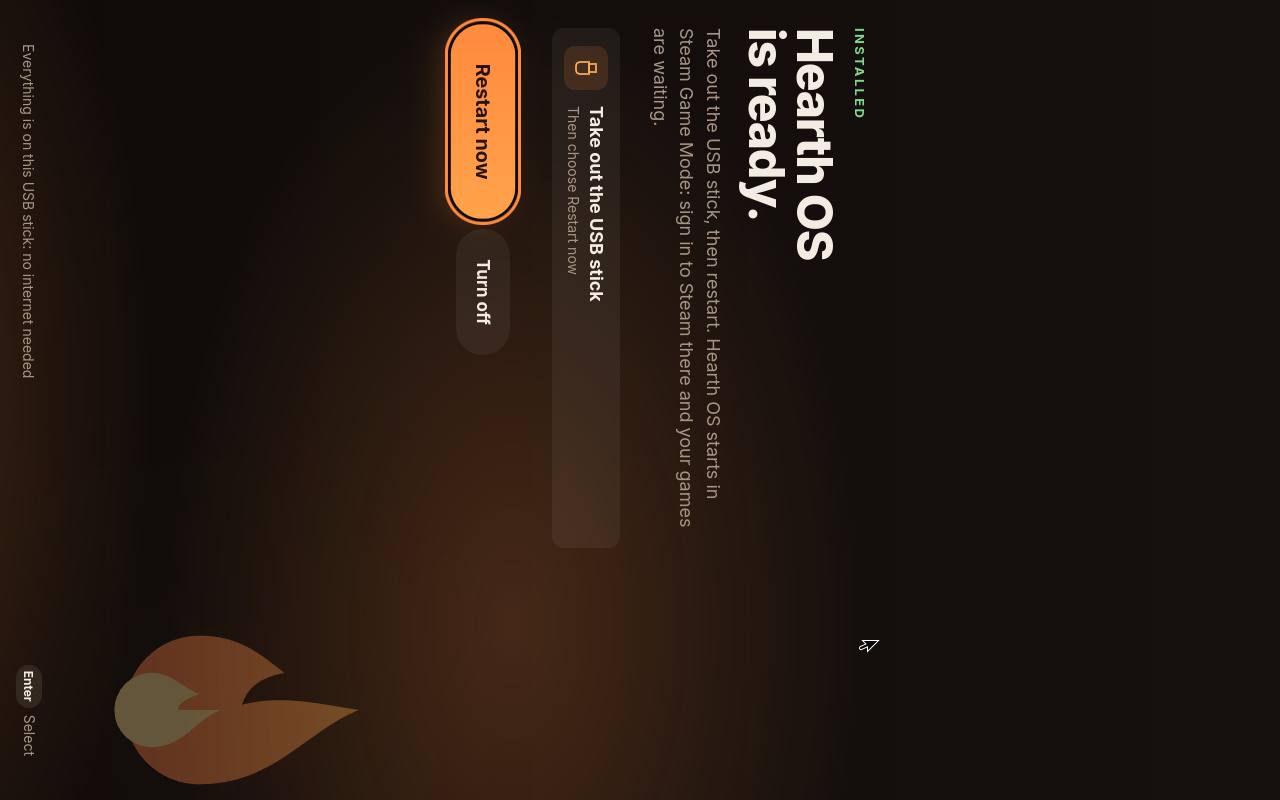 INSTALLED
Hearth OS
is ready.
Take out the USB stick, then restart. Hearth OS starts in
Steam Game Mode: sign in to Steam there and your games
are waiting.
Take out the USB stick
Then choose Restart now
Restart now
Turn off
Everything is on this USB stick: no internet needed
Enter Select